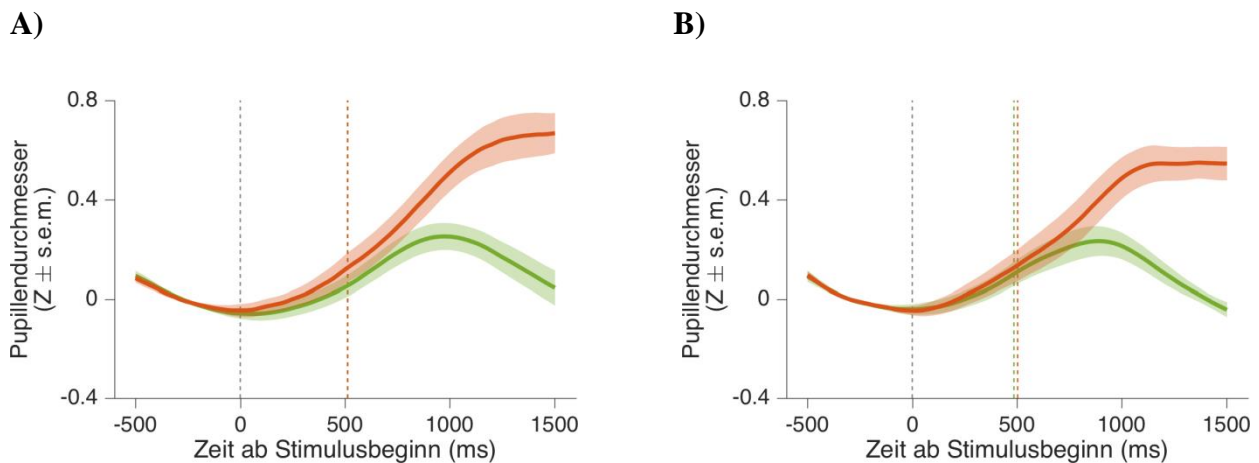 A)
B)
0.8
0.4
0
-0.4
Pupillendurchmesser
(Z ± s.e.m.)
-500 0 500 1000 1500
Zeit ab Stimulusbeginn (ms)
0.8
0.4
0
-0.4
Pupillendurchmesser
(Z ± s.e.m.)
-500 0 500 1000 1500
Zeit ab Stimulusbeginn (ms)